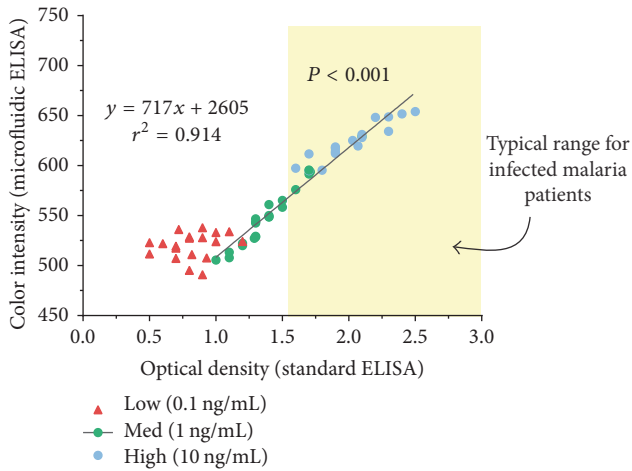 750
700
650
600
550
500
450
Color intensity (microfluidic ELISA)
P < 0.001
y = 717x + 2605
r² = 0.914
Typical range for
infected malaria
patients
0.0 0.5 1.0 1.5 2.0 2.5 3.0
Optical density (standard ELISA)
Low (0.1 ng/mL)
Med (1 ng/mL)
High (10 ng/mL)